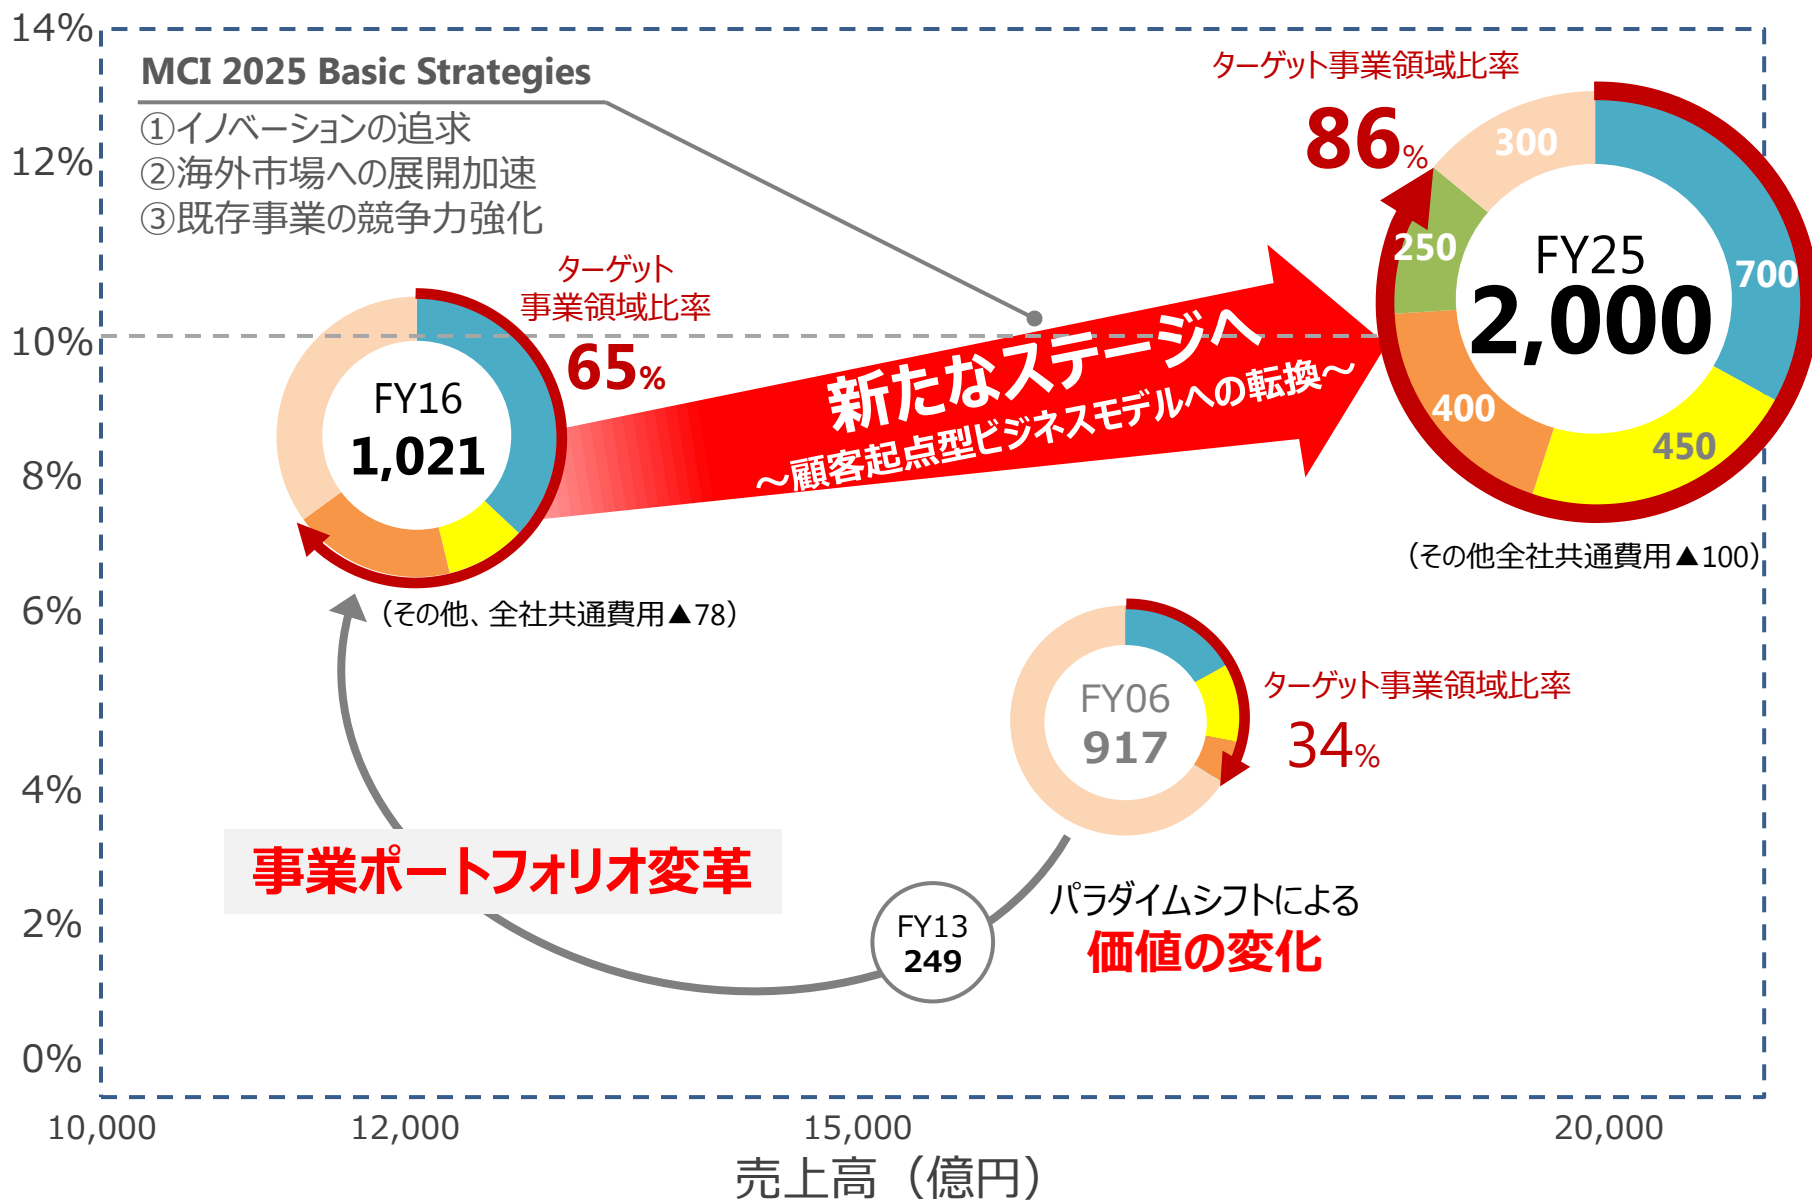 14%
12%
10%
8%
6%
4%
2%
0%
MCI 2025 Basic Strategies
①イノベーションの追求
②海外市場への展開加速
③既存事業の競争力強化
ターゲット
事業領域比率
65%
FY16
1,021
(その他、全社共通費用▲78)
新たなステージへ
～顧客起点型ビジネスモデルへの転換～
ターゲット事業領域比率
86%
300
250
700
400
450
FY25
2,000
(その他全社共通費用▲100)
FY06
917
ターゲット事業領域比率
34%
事業ポートフォリオ変革
FY13
249
パラダイムシフトによる
価値の変化
10,000
12,000
15,000
20,000
売上高（億円）